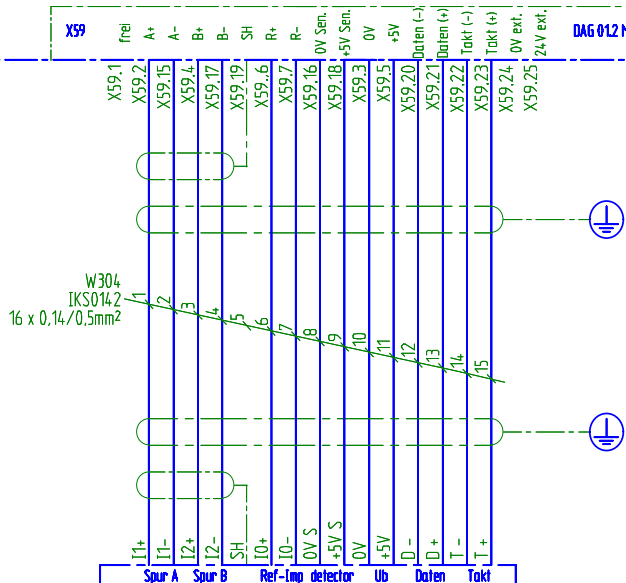 X59
frei
A+
A-
B+
B-
SH
R+
R-
0V Sen.
+5V Sen.
0V
+5V
Daten (-)
Daten (+)
Takt (-)
Takt (+)
0V ext.
24V ext.
DAG 01.2
X59.1
X59.2
X59.15
X59.4
X59.17
X59.19
X59..6
X59.7
X59.16
X59.18
X59.3
X59.5
X59.20
X59.21
X59.22
X59.23
X59.24
X59.25
W304
IKS0142
16 x 0,14/0,5mm²
1
2
3
4
5
6
7
8
9
10
11
12
13
14
15
I1+
I1-
I2+
I2-
SH
I0+
I0-
0V S
+5V S
0V
+5V
D -
D +
T -
T +
Spur A
Spur B
Ref-Imp detector
Ub
Daten
Takt